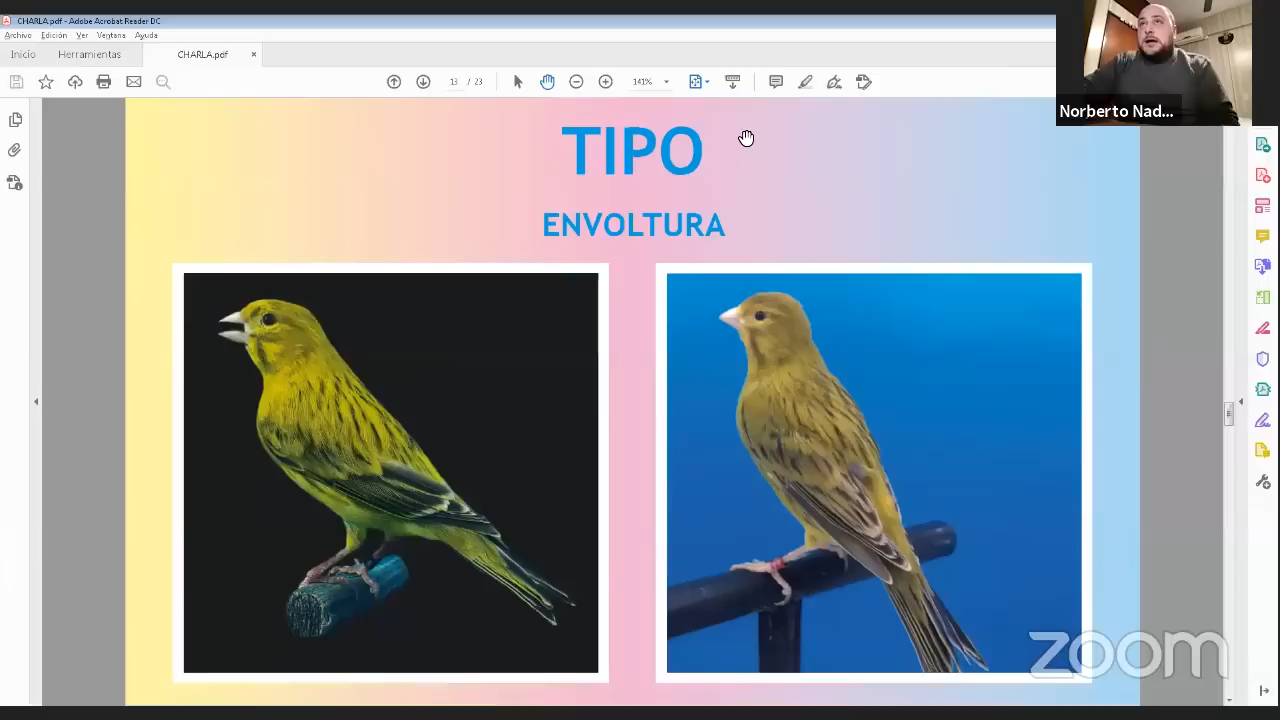 CHARLA.pdf - Adobe Acrobat Reader DC
Archivo Edición Ver Ventana Ayuda
Inicio Herramientas CHARLA.pdf ×
13 / 23 141%
Norberto Nad...
TIPO
ENVOLTURA
zoom